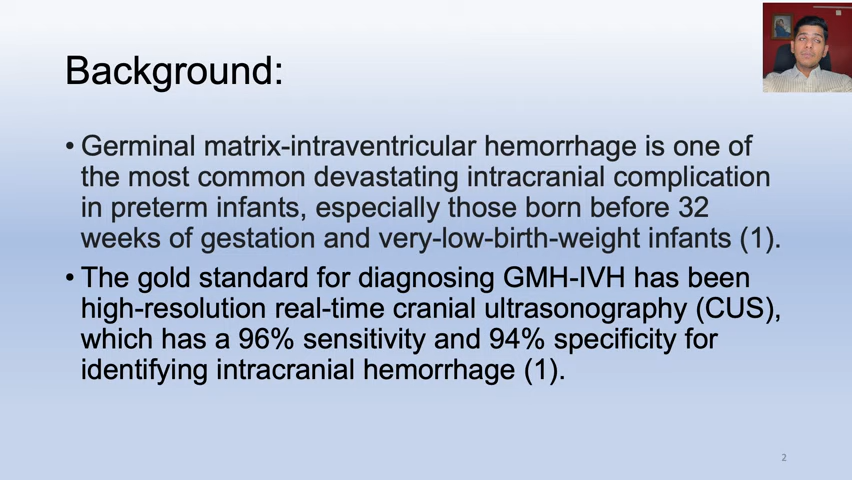 Background:
• Germinal matrix-intraventricular hemorrhage is one of
the most common devastating intracranial complication
in preterm infants, especially those born before 32
weeks of gestation and very-low-birth-weight infants (1).
• The gold standard for diagnosing GMH-IVH has been
high-resolution real-time cranial ultrasonography (CUS),
which has a 96% sensitivity and 94% specificity for
identifying intracranial hemorrhage (1).
2